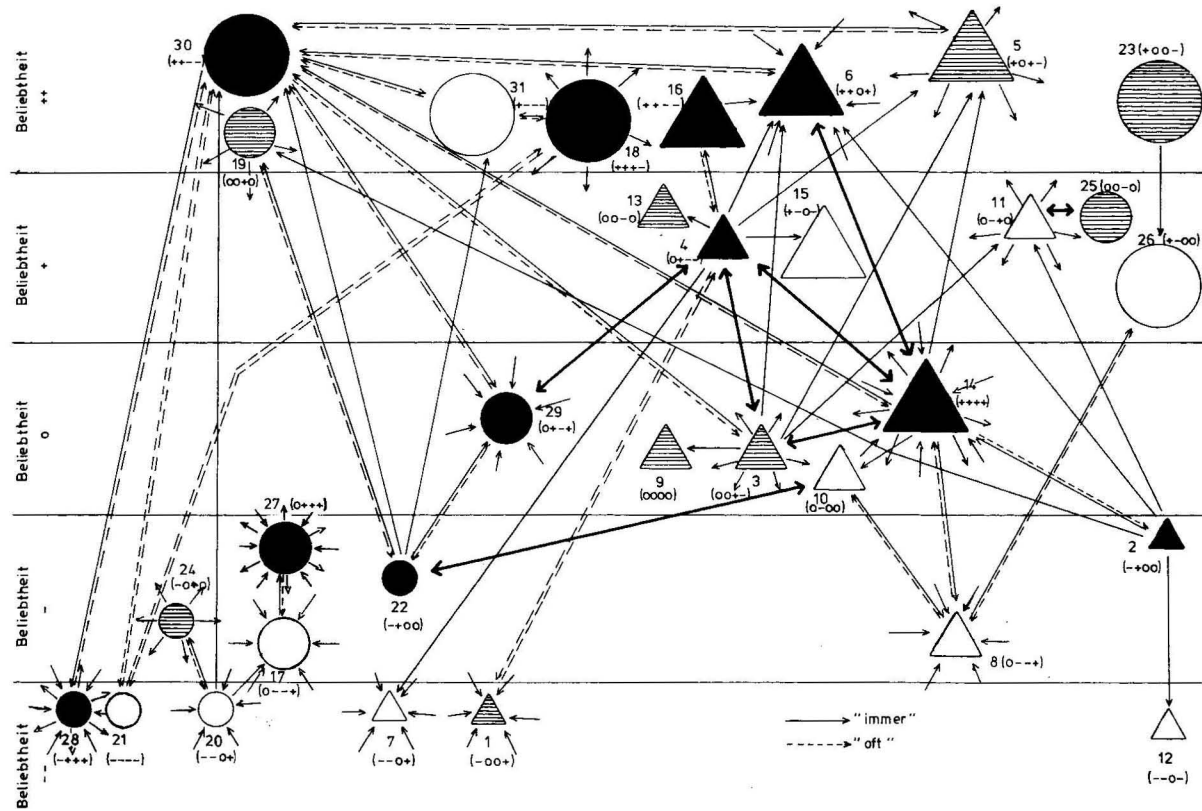 Beliebtheit
++
Beliebtheit
+
Beliebtheit
o
Beliebtheit
-
Beliebtheit
--
30
(++--)
19
(oo+o)
31
(+---)
18
(+++-)
16
(++--)
6
(++o+)
5
(+o+-)
23 (+oo-)
13
(oo-o)
4
(o+--)
15
(+-o-)
11
(o-+o)
25 (oo-o)
26 (+-oo)
29
(o+-+)
9
(oooo)
3
(oo+-)
10
(o-oo)
14
(++++)
27 (o+++)
24
22
(-+oo)
17
(o--+)
8 (o--+)
2
(-+oo)
28
(-+++)
21
(----)
20
(--o+)
7
(--o+)
1
(-oo+)
12
(--o-)
"immer"
"oft"